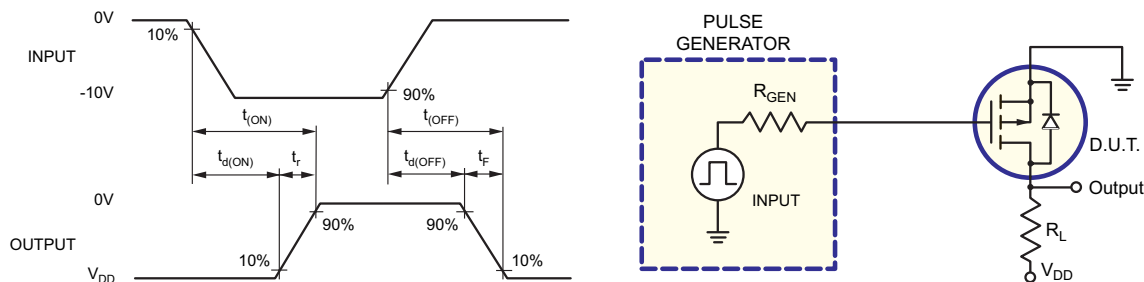 0V
10%
INPUT
-10V
90%
t(ON)
t(OFF)
td(ON)
tr
td(OFF)
tF
0V
90%
90%
OUTPUT
10%
10%
VDD
PULSE
GENERATOR
RGEN
INPUT
D.U.T.
Output
RL
VDD